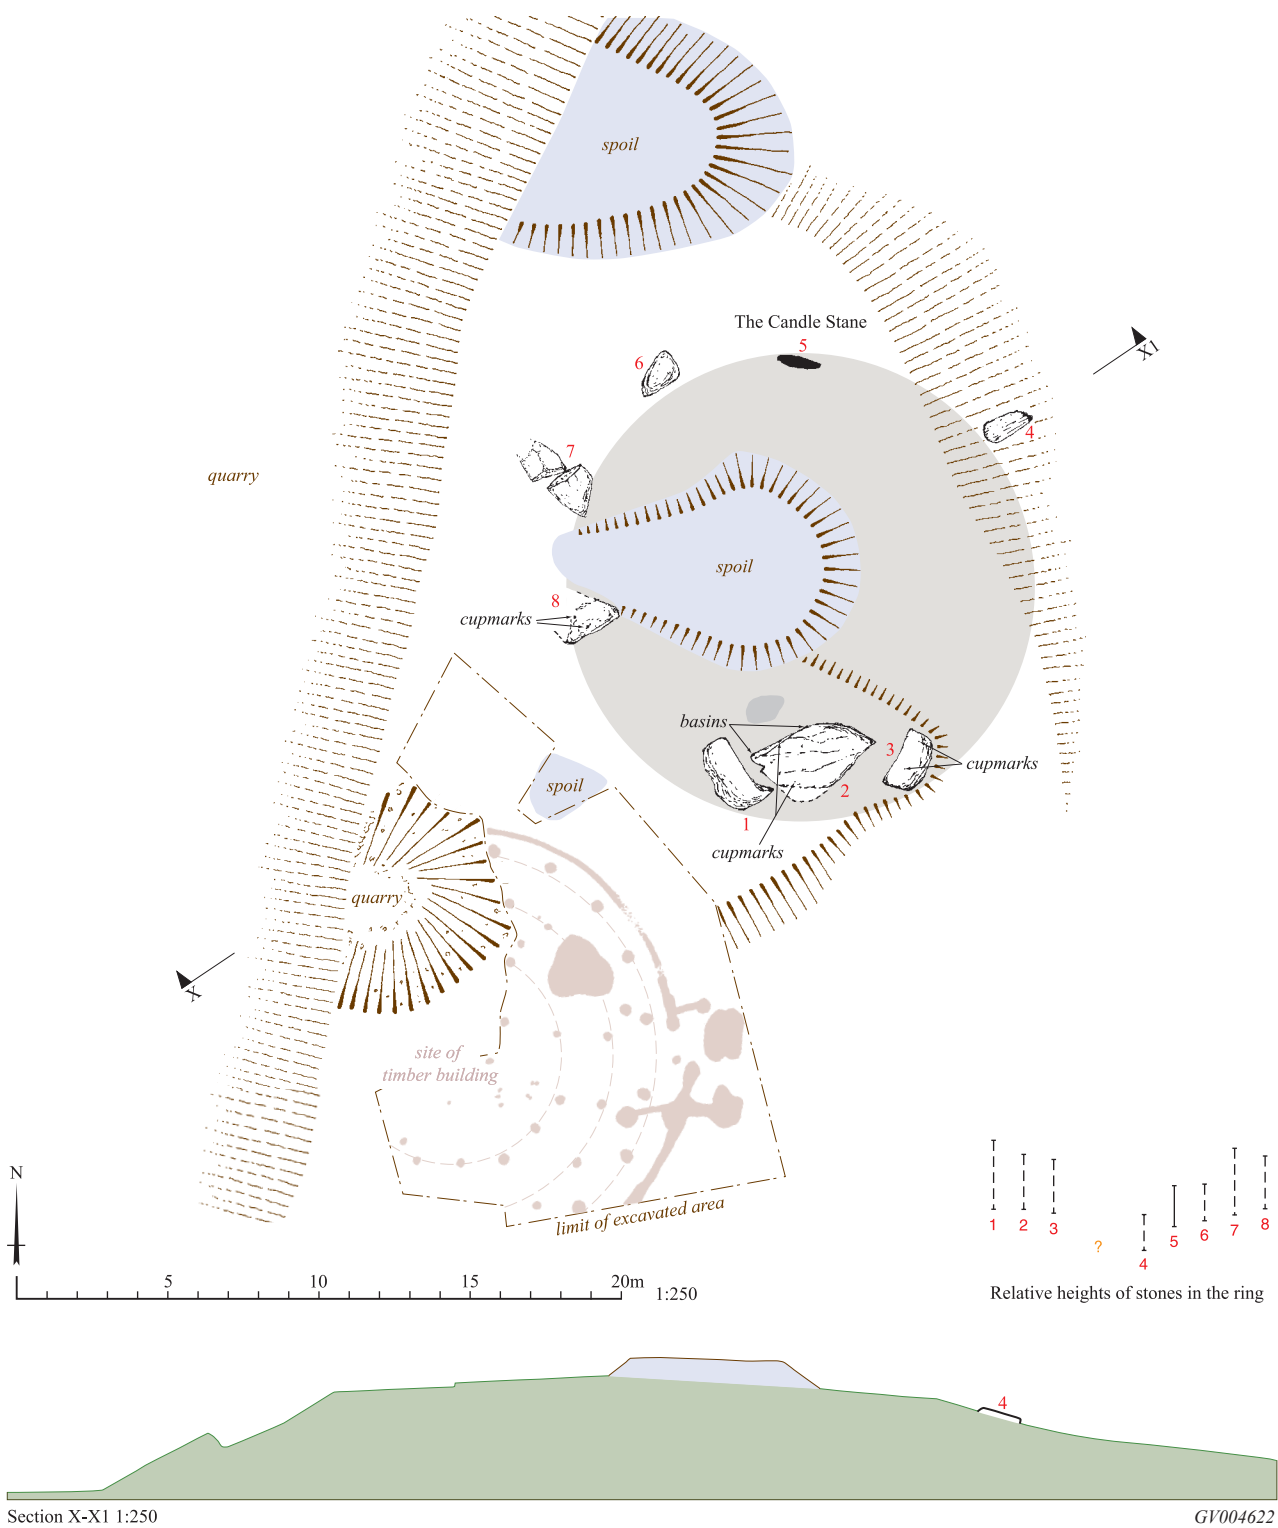 spoil
The Candle Stane
5
6
X1
4
7
quarry
spoil
8
cupmarks
basins
3
cupmarks
spoil
2
1
cupmarks
quarry
X
site of
timber building
N
limit of excavated area
1
2
3
?
4
5
6
7
8
5
10
15
20m
1:250
Relative heights of stones in the ring
4
Section X-X1 1:250
GV004622